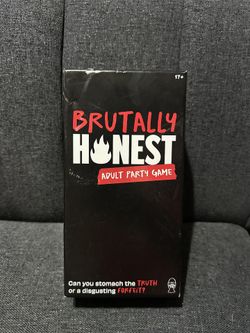 17+
BRUTALLY
HONEST
ADULT PARTY GAME
Can you stomach the TRUTH
or a disgusting FORFEIT?